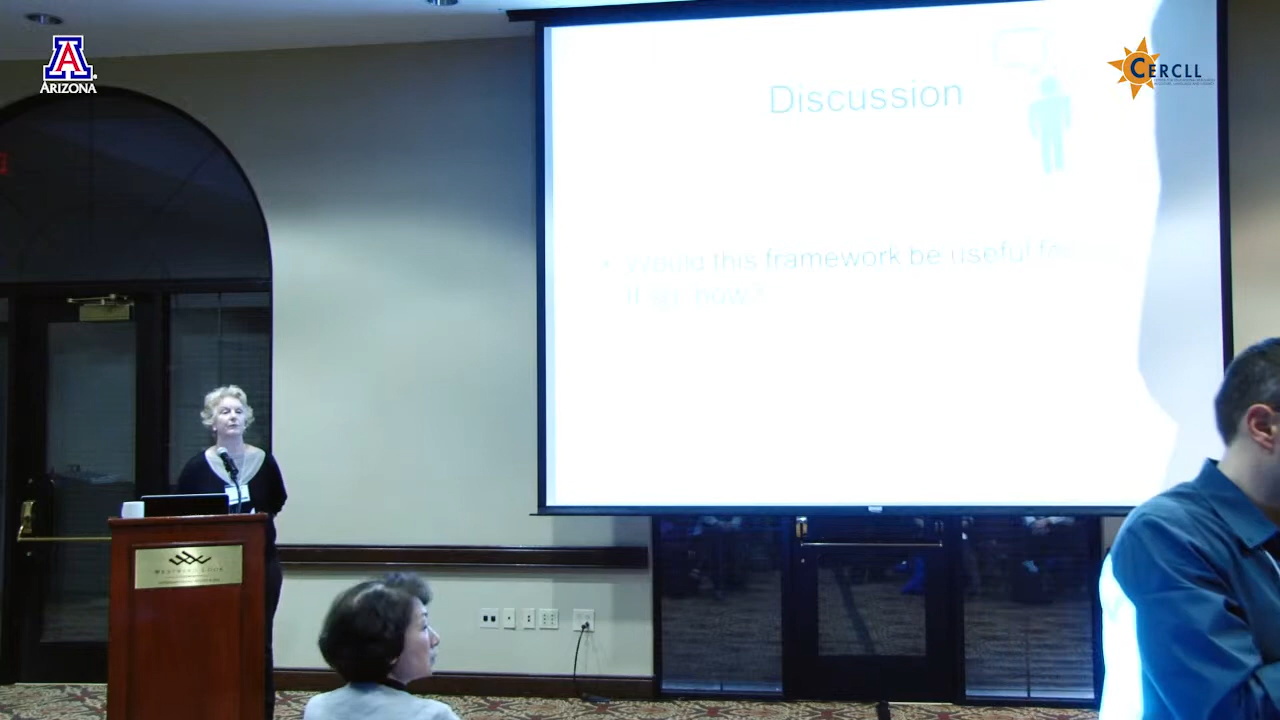 ARIZONA
CERCLL
Discussion
• Would this framework be useful
If so, how?